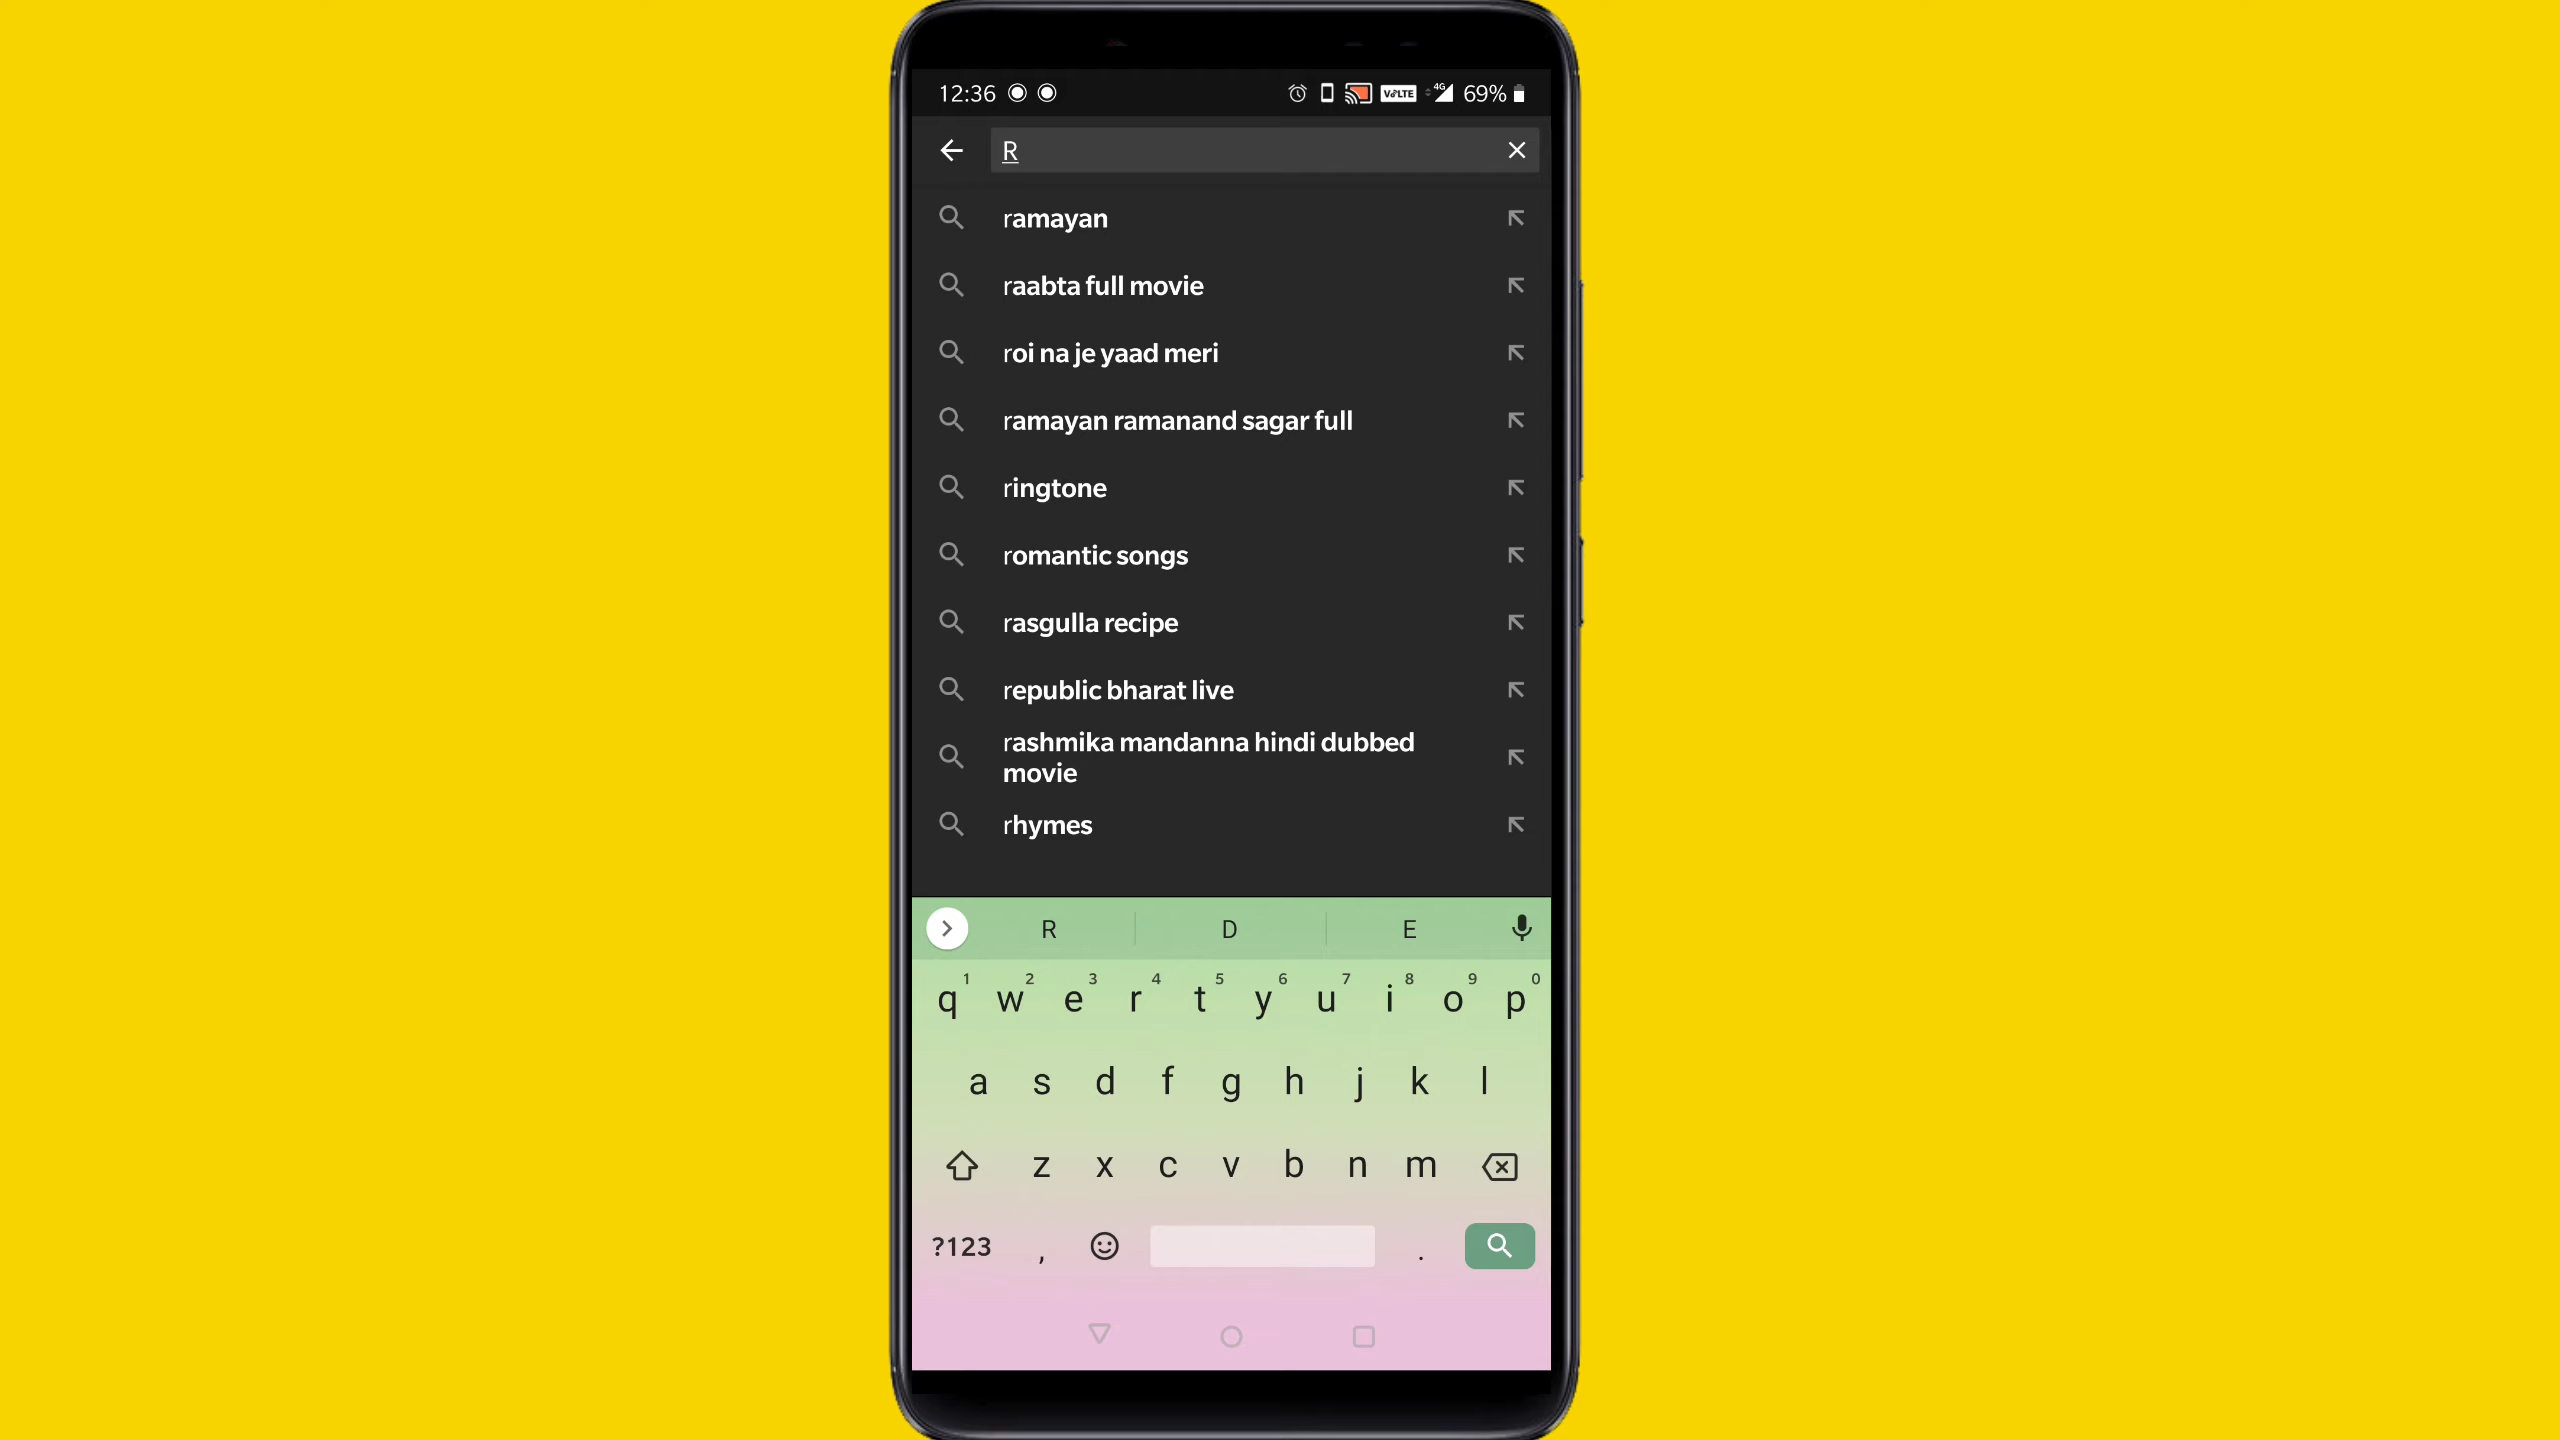 12:36 VoLTE 4G 69%
R
ramayan
raabta full movie
roi na je yaad meri
ramayan ramanand sagar full
ringtone
romantic songs
rasgulla recipe
republic bharat live
rashmika mandanna hindi dubbed
movie
rhymes
R D E
1 2 3 4 5 6 7 8 9 0
q w e r t y u i o p
a s d f g h j k l
z x c v b n m
?123 , .